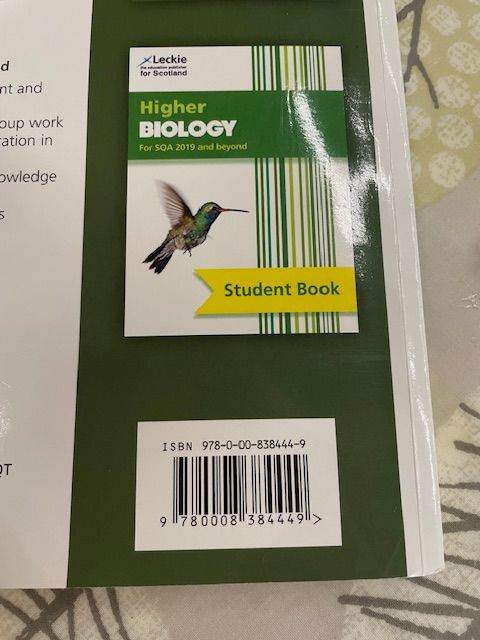 d
nt and
oup work
ration in
owledge
s
QT
Leckie
the education publisher
for Scotland
Higher
BIOLOGY
For SQA 2019 and beyond
Student Book
ISBN 978-0-00-838444-9
9 780008 384449 >